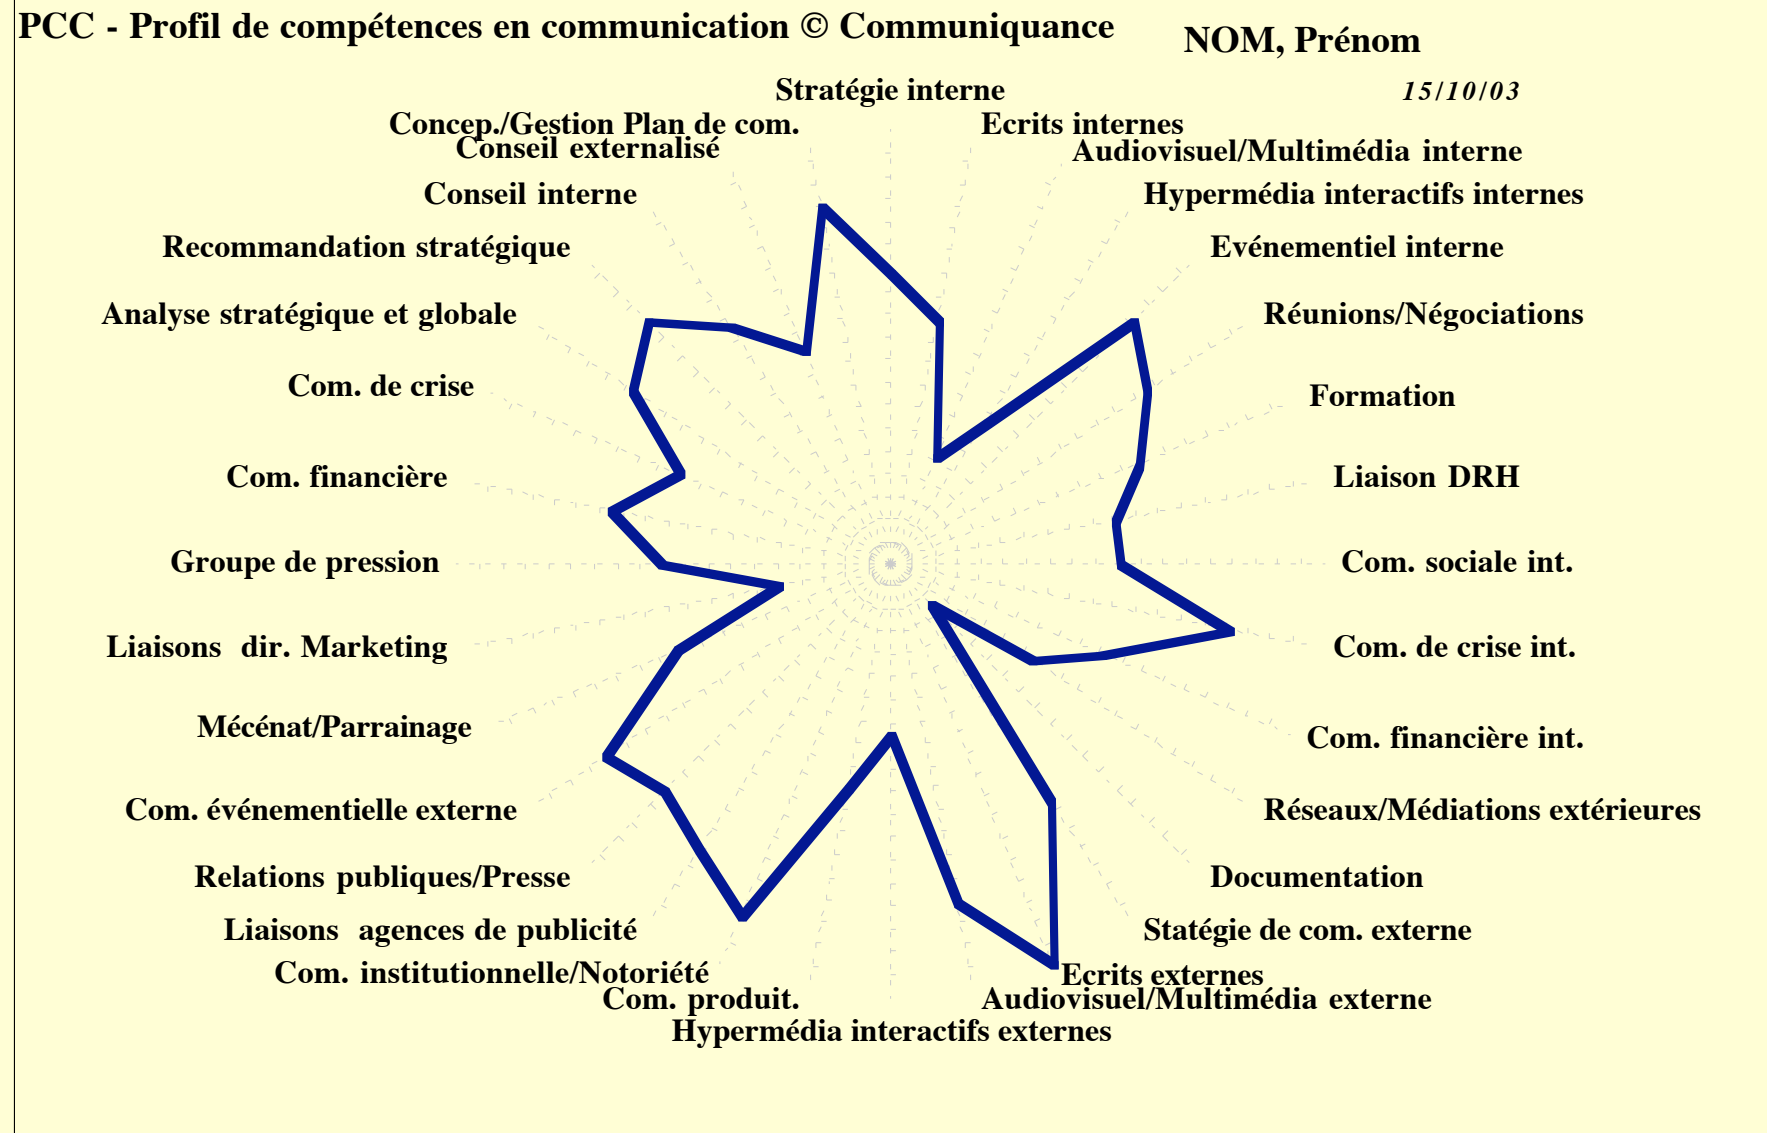 PCC - Profil de compétences en communication © Communiquance
NOM, Prénom
15/10/03
Stratégie interne
Concep./Gestion Plan de com.
Ecrits internes
Conseil externalisé
Audiovisuel/Multimédia interne
Conseil interne
Hypermédia interactifs internes
Recommandation stratégique
Evénementiel interne
Analyse stratégique et globale
Réunions/Négociations
Com. de crise
Formation
Com. financière
Liaison DRH
Groupe de pression
Com. sociale int.
Liaisons dir. Marketing
Com. de crise int.
Mécénat/Parrainage
Com. financière int.
Com. événementielle externe
Réseaux/Médiations extérieures
Relations publiques/Presse
Documentation
Liaisons agences de publicité
Statégie de com. externe
Com. institutionnelle/Notoriété
Ecrits externes
Com. produit.
Audiovisuel/Multimédia externe
Hypermédia interactifs externes